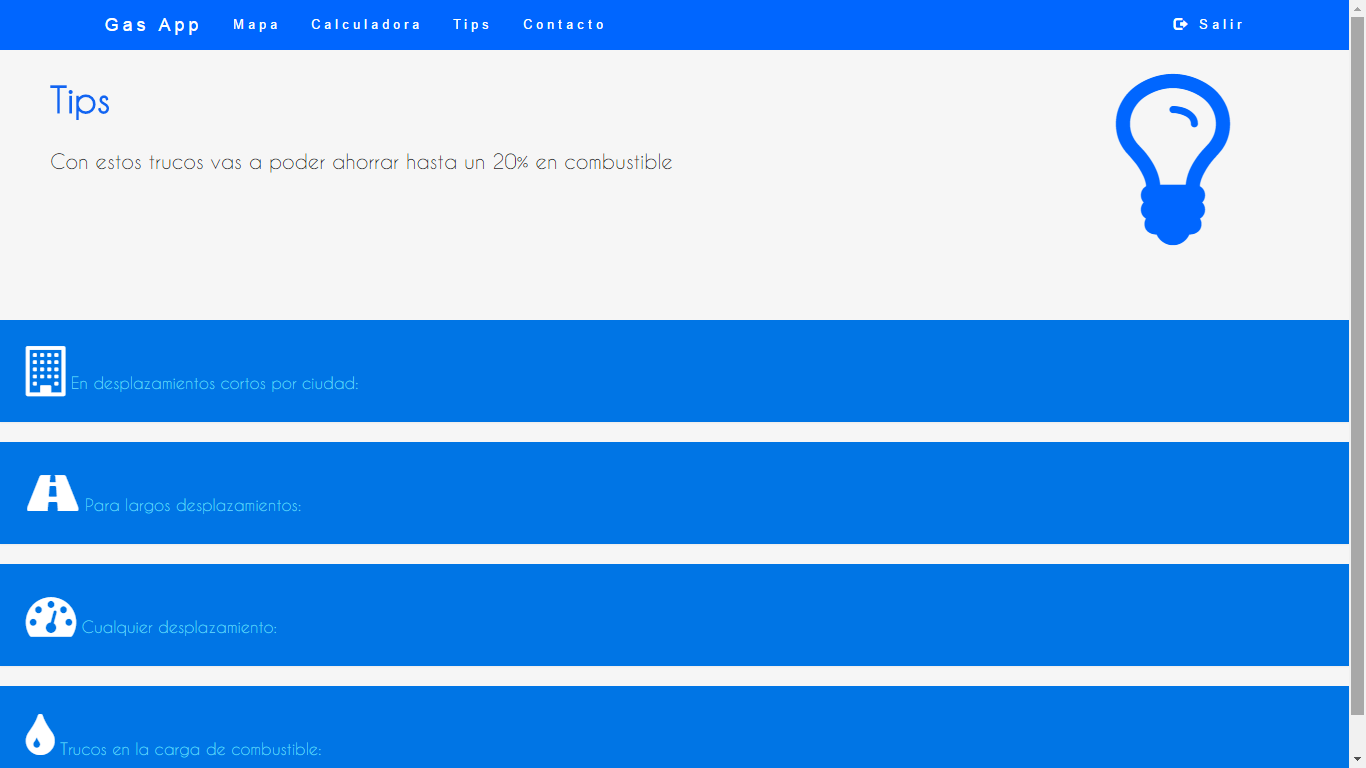 Gas App Mapa Calculadora Tips Contacto Salir
Tips
Con estos trucos vas a poder ahorrar hasta un 20% en combustible
En desplazamientos cortos por ciudad:
Para largos desplazamientos:
Cualquier desplazamiento:
Trucos en la carga de combustible: